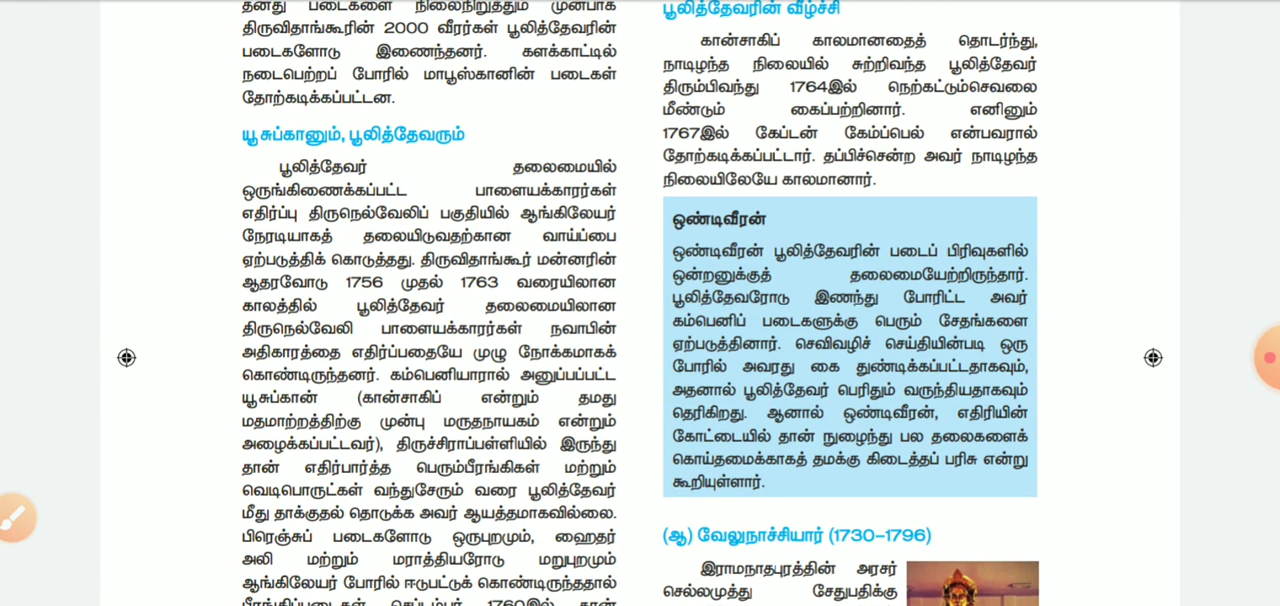 தனது படைகளை நிலைநிறுத்தும் முன்பாக
திருவிதாங்கூரின் 2000 வீரர்கள் பூலித்தேவரின்
படைகளோடு இணைந்தனர். களக்காட்டில்
நடைபெற்றப் போரில் மாபூஸ்கானின் படைகள்
தோற்கடிக்கப்பட்டன.
யூசுப்கானும், பூலித்தேவரும்
பூலித்தேவர் தலைமையில்
ஒருங்கிணைக்கப்பட்ட பாளையக்காரர்கள்
எதிர்ப்பு திருநெல்வேலிப் பகுதியில் ஆங்கிலேயர்
நேரடியாகத் தலையிடுவதற்கான வாய்ப்பை
ஏற்படுத்திக் கொடுத்தது. திருவிதாங்கூர் மன்னரின்
ஆதரவோடு 1756 முதல் 1763 வரையிலான
காலத்தில் பூலித்தேவர் தலைமையிலான
திருநெல்வேலி பாளையக்காரர்கள் நவாபின்
அதிகாரத்தை எதிர்ப்பதையே முழு நோக்கமாகக்
கொண்டிருந்தனர். கம்பெனியாரால் அனுப்பப்பட்ட
யூசுப்கான் (கான்சாகிப் என்றும் தமது
மதமாற்றத்திற்கு முன்பு மருதநாயகம் என்றும்
அழைக்கப்பட்டவர்), திருச்சிராப்பள்ளியில் இருந்து
தான் எதிர்பார்த்த பெரும்பீரங்கிகள் மற்றும்
வெடிபொருட்கள் வந்துசேரும் வரை பூலித்தேவர்
மீது தாக்குதல் தொடுக்க அவர் ஆயத்தமாகவில்லை.
பிரெஞ்சுப் படைகளோடு ஒருபுறமும், ஹைதர்
அலி மற்றும் மராத்தியரோடு மறுபுறமும்
ஆங்கிலேயர் போரில் ஈடுபட்டுக் கொண்டிருந்ததால்
பீரங்கிப்படைகள் செப்டம்பர் 1760இல் தான்
பூலித்தேவரின் வீழ்ச்சி
கான்சாகிப் காலமானதைத் தொடர்ந்து,
நாடிழந்த நிலையில் சுற்றிவந்த பூலித்தேவர்
திரும்பிவந்து 1764இல் நெற்கட்டும்செவலை
மீண்டும் கைப்பற்றினார். எனினும்
1767இல் கேப்டன் கேம்ப்பெல் என்பவரால்
தோற்கடிக்கப்பட்டார். தப்பிச்சென்ற அவர் நாடிழந்த
நிலையிலேயே காலமானார்.
ஒண்டிவீரன்
ஒண்டிவீரன் பூலித்தேவரின் படைப் பிரிவுகளில்
ஒன்றனுக்குத் தலைமையேற்றிருந்தார்.
பூலித்தேவரோடு இணந்து போரிட்ட அவர்
கம்பெனிப் படைகளுக்கு பெரும் சேதங்களை
ஏற்படுத்தினார். செவிவழிச் செய்தியின்படி ஒரு
போரில் அவரது கை துண்டிக்கப்பட்டதாகவும்,
அதனால் பூலித்தேவர் பெரிதும் வருந்தியதாகவும்
தெரிகிறது. ஆனால் ஒண்டிவீரன், எதிரியின்
கோட்டையில் தான் நுழைந்து பல தலைகளைக்
கொய்தமைக்காகத் தமக்கு கிடைத்தப் பரிசு என்று
கூறியுள்ளார்.
(ஆ) வேலுநாச்சியார் (1730–1796)
இராமநாதபுரத்தின் அரசர்
செல்லமுத்து சேதுபதிக்கு